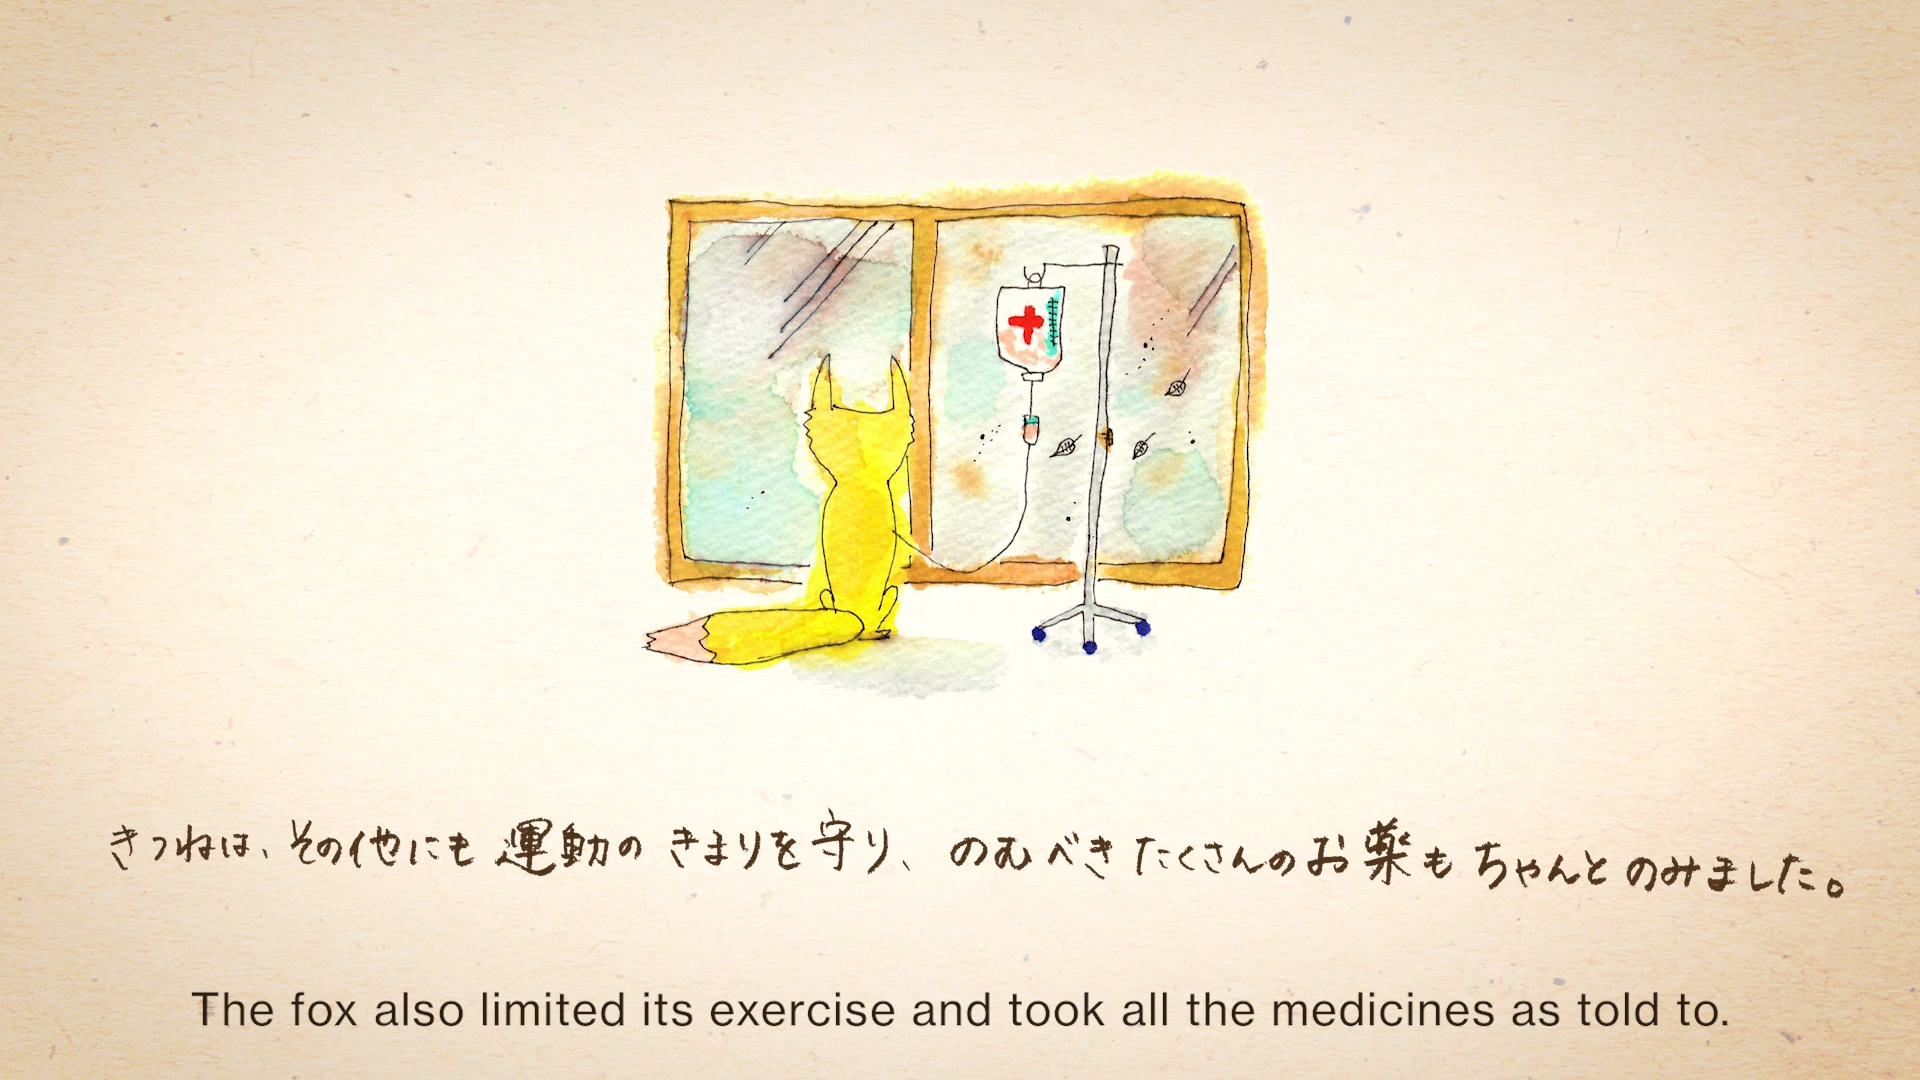 きつねは、その他にも運動のきまりを守り、のむべきたくさんのお薬もちゃんとのみました。
The fox also limited its exercise and took all the medicines as told to.